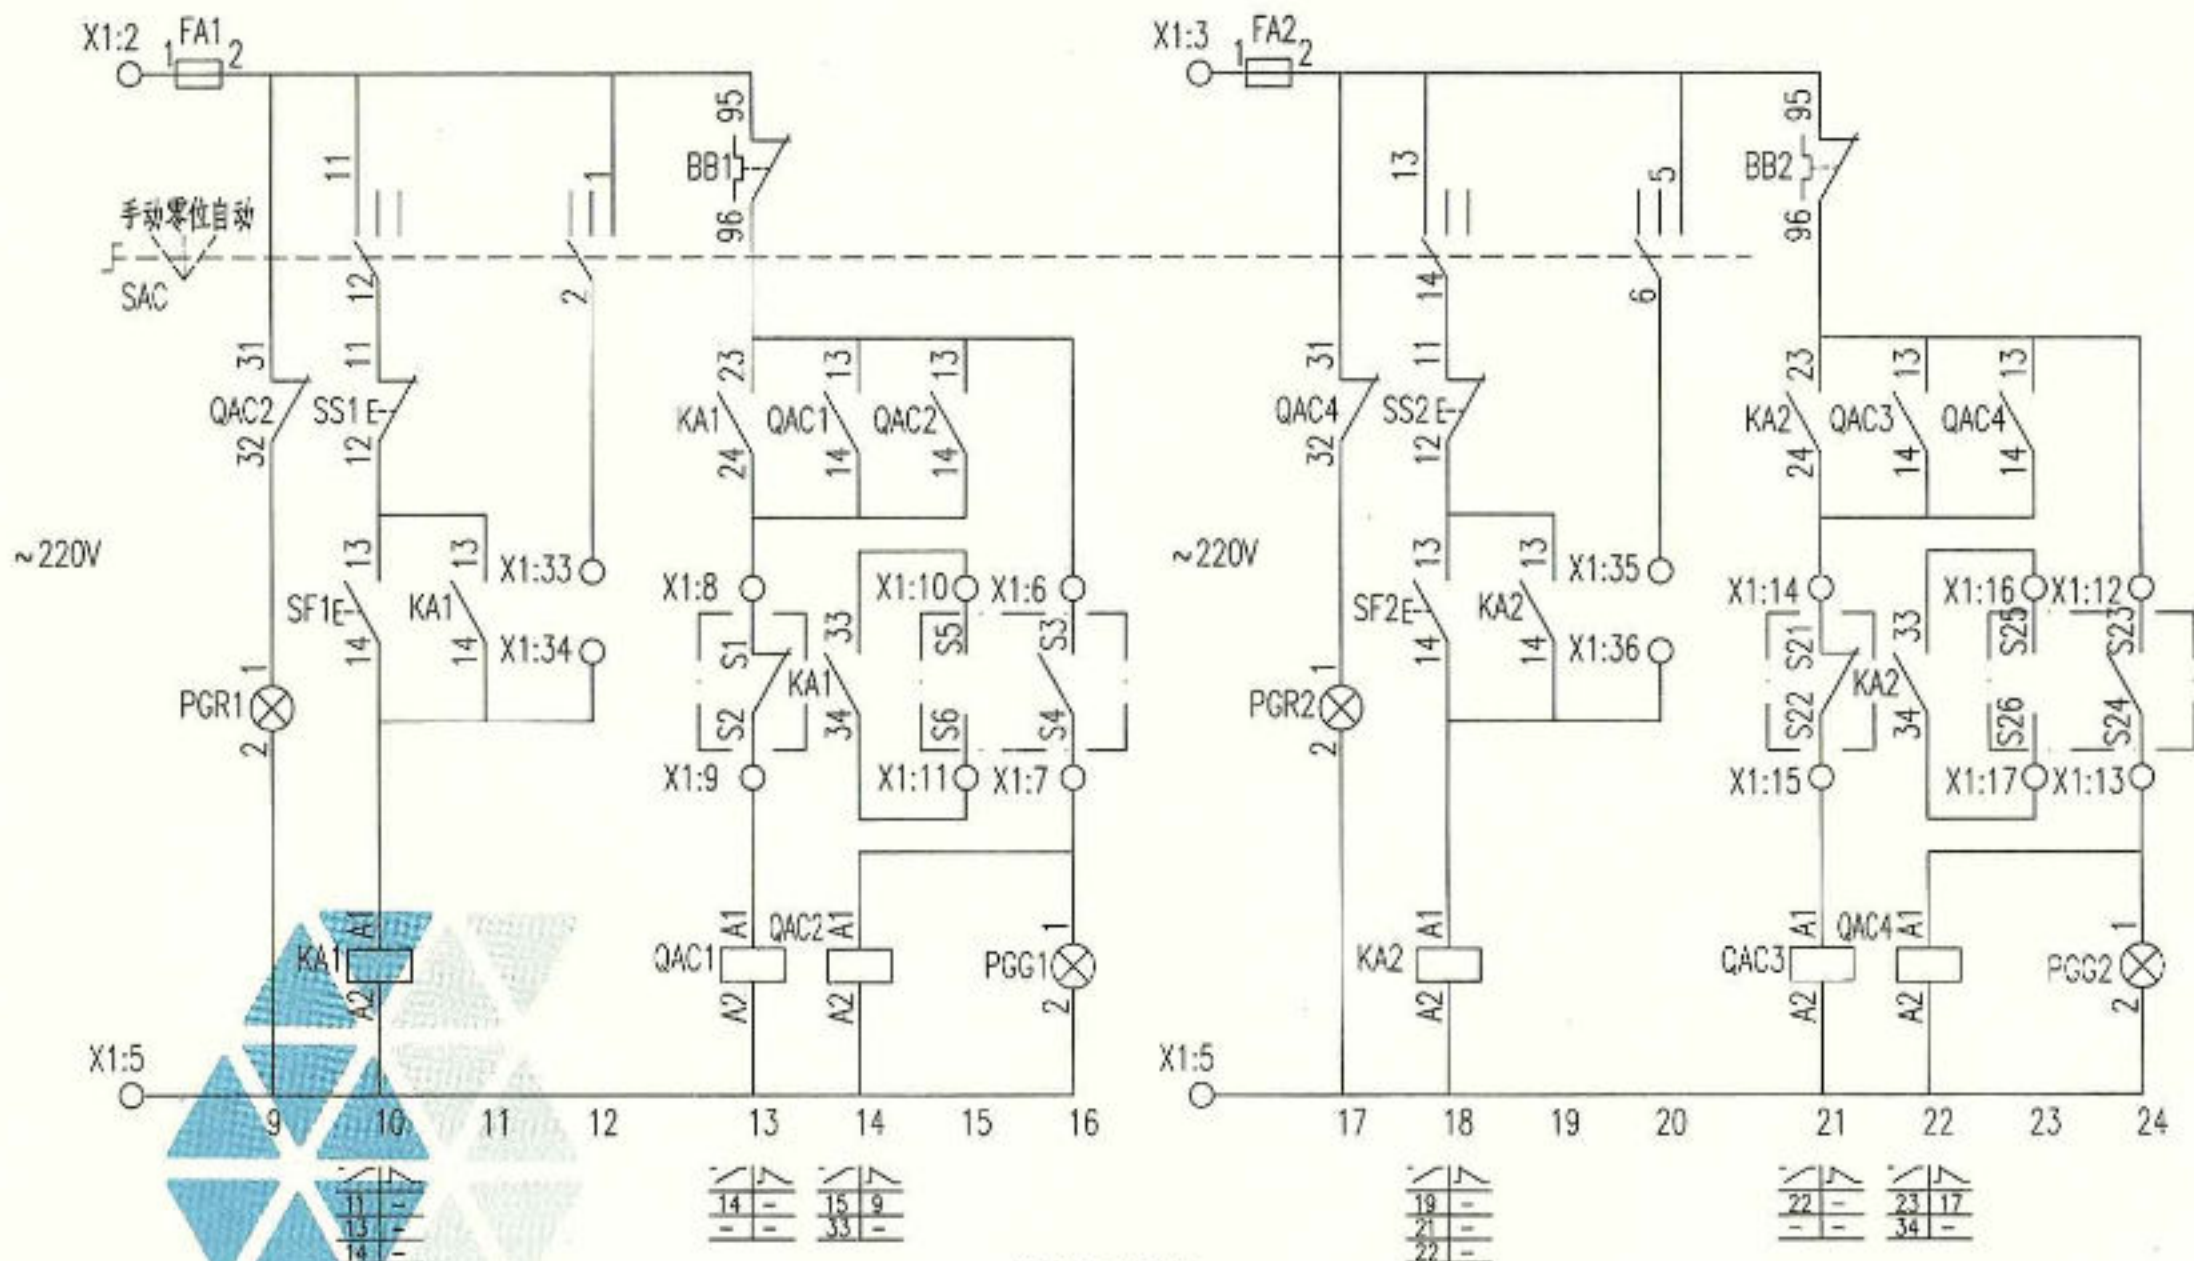 X1:2 1 FA1 2
X1:3 1 FA2 2
95 95
11 1 BB1 13 5 BB2
手动零位自动 96 96
SAC 12 2 14 6
31 11 23 13 13 31 11 23 13 13
QAC2 SS1 E KA1 QAC1 QAC2 QAC4 SS2 E KA2 QAC3 QAC4
32 12 24 14 14 32 12 24 14 14
~220V 13 13 X1:33 X1:8 X1:10 X1:6 ~220V 13 13 X1:35 X1:14 X1:16 X1:12
SF1E KA1 S1 33 S5 S3 SF2E KA2 S21 33 S25 S23
14 14 X1:34 14 14 X1:36
1 KA1 1 KA2
PGR1 S2 34 S6 S4 PGR2 S22 34 S26 S24
2 X1:9 X1:11 X1:7 2 X1:15 X1:17 X1:13
A1 A1 A1 1 A1 A1 A1 1
KA1 QAC1 QAC2 PGG1 KA2 QAC3 QAC4 PGG2
A2 A2 A2 2 A2 A2 A2 2
X1:5 X1:5
9 10 11 12 13 14 15 16 17 18 19 20 21 22 23 24
11 - 14 - 15 9 19 - 22 - 23 17
13 - - - 33 - 21 - - - 34 -
14 - 22 -